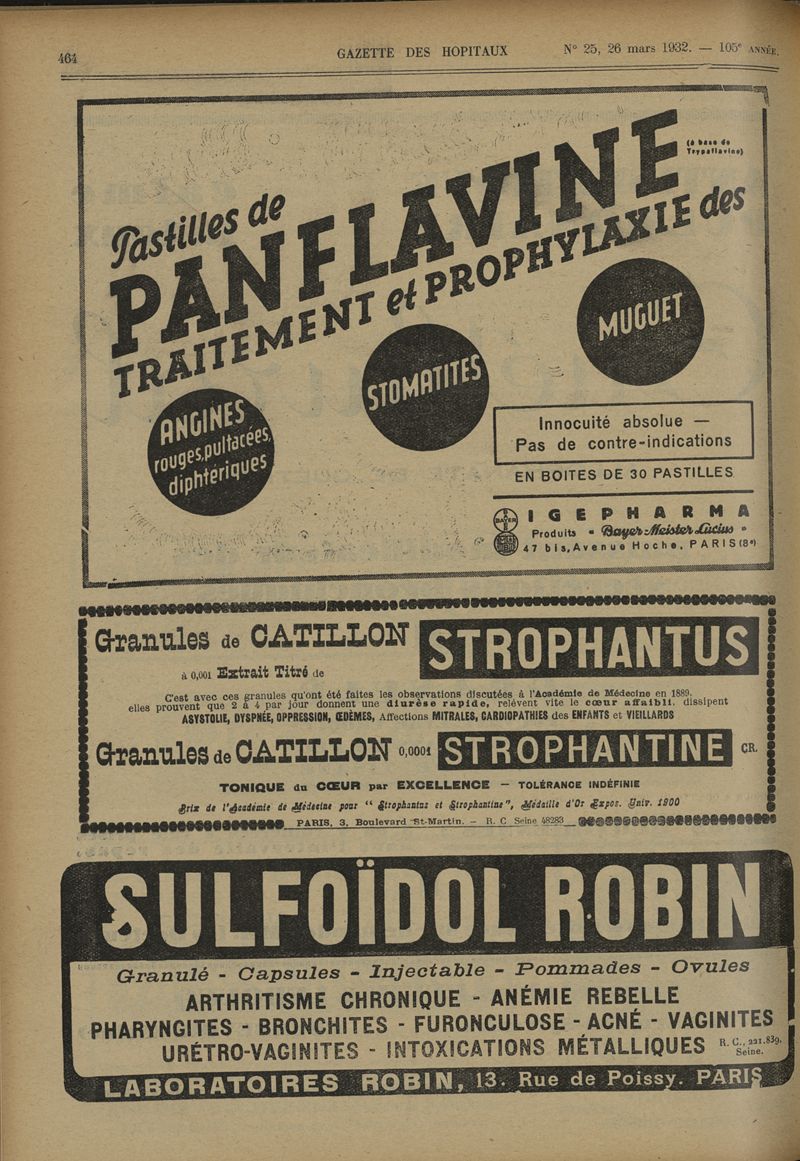 464
GAZETTE DES HOPITAUX
N° 25, 26 mars 1932. — 105e ANNÉE.
Pastilles de
PANFLAVINE
(à base de
Trypaflavine)
TRAITEMENT et PROPHYLAXIE des
ANGINES
rouges, pultacées,
diphtériques
STOMATITES
MUGUET
Innocuité absolue —
Pas de contre-indications
EN BOITES DE 30 PASTILLES
BAYER
IGEPHARMA
Produits " Bayer-Meister Lucius "
47 bis, Avenue Hoche, PARIS (8e)
Granules de CATILLON
à 0,001 Extrait Titré de
STROPHANTUS
C'est avec ces granules qu'ont été faites les observations discutées à l'Académie de Médecine en 1889,
elles prouvent que 2 à 4 par jour donnent une diurèse rapide, relèvent vite le cœur affaibli, dissipent
ASYSTOLIE, DYSPNÉE, OPPRESSION, ŒDÈMES, Affections MITRALES, CARDIOPATHIES des ENFANTS et VIEILLARDS
Granules de CATILLON 0,0001 STROPHANTINE CR.
TONIQUE du CŒUR par EXCELLENCE — TOLÉRANCE INDÉFINIE
Prix de l'Académie de Médecine pour " Strophantus et Strophantine", Médaille d'Or Expos. Univ. 1900
PARIS, 3, Boulevard St-Martin. — R. C. Seine 48283
SULFOÏDOL ROBIN
Granulé - Capsules - Injectable - Pommades - Ovules
ARTHRITISME CHRONIQUE - ANÉMIE REBELLE
PHARYNGITES - BRONCHITES - FURONCULOSE - ACNÉ - VAGINITES
URÉTRO-VAGINITES - INTOXICATIONS MÉTALLIQUES R. C., 221.839, Seine.
LABORATOIRES ROBIN, 13, Rue de Poissy. PARIS